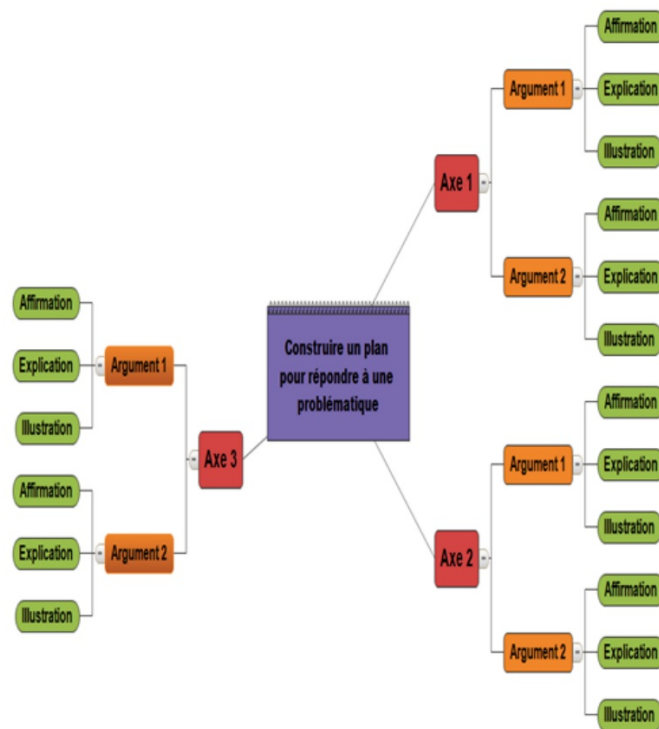 Construire un plan
pour répondre à une
problématique
Axe 1
Argument 1
Affirmation
Explication
Illustration
Argument 2
Affirmation
Explication
Illustration
Axe 2
Argument 1
Affirmation
Explication
Illustration
Argument 2
Affirmation
Explication
Illustration
Axe 3
Argument 1
Affirmation
Explication
Illustration
Argument 2
Affirmation
Explication
Illustration